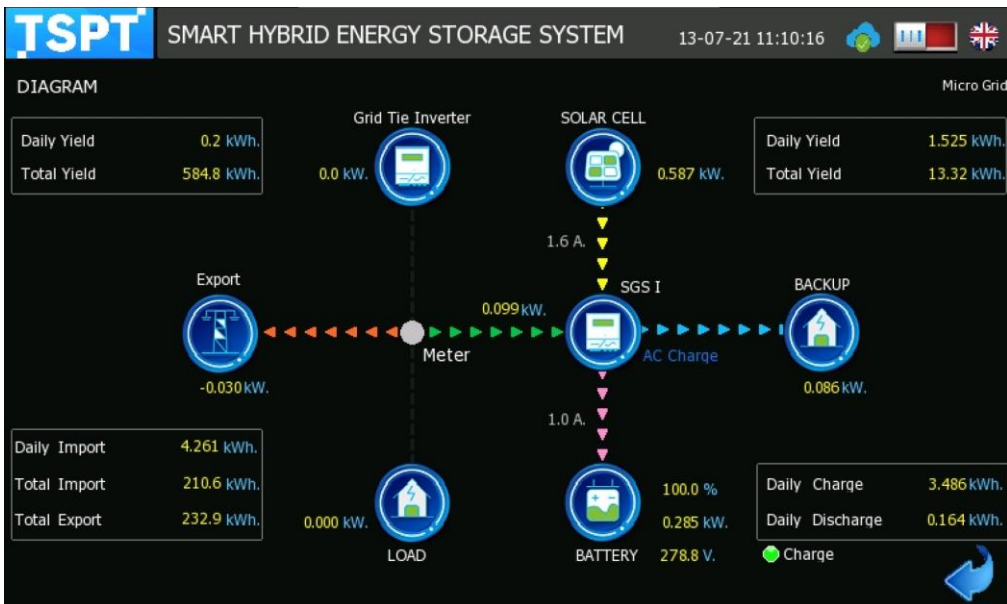 TSPT SMART HYBRID ENERGY STORAGE SYSTEM 13-07-21 11:10:16
DIAGRAM
Micro Grid
Grid Tie Inverter
SOLAR CELL
Daily Yield 0.2 kWh.
Total Yield 584.8 kWh.
0.0 kW.
0.587 kW.
Daily Yield 1.525 kWh.
Total Yield 13.32 kWh.
1.6 A.
Export
SGS I
BACKUP
0.099 kW.
Meter
AC Charge
-0.030 kW.
0.086 kW.
1.0 A.
Daily Import 4.261 kWh.
Total Import 210.6 kWh.
Total Export 232.9 kWh.
0.000 kW.
LOAD
100.0 %
0.285 kW.
BATTERY 278.8 V.
Daily Charge 3.486 kWh.
Daily Discharge 0.164 kWh.
Charge